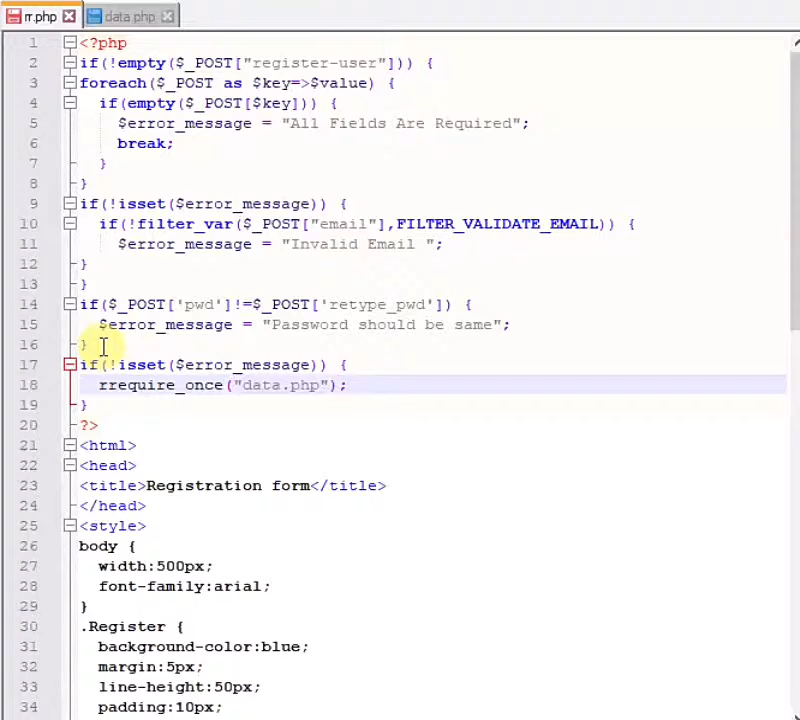 rr.php data.php
1 <?php
2 if(!empty($_POST["register-user"])) {
3 foreach($_POST as $key=>$value) {
4 if(empty($_POST[$key])) {
5 $error_message = "All Fields Are Required";
6 break;
7 }
8 }
9 if(!isset($error_message)) {
10 if(!filter_var($_POST["email"],FILTER_VALIDATE_EMAIL)) {
11 $error_message = "Invalid Email ";
12 }
13 }
14 if($_POST['pwd']!=$_POST['retype_pwd']) {
15 $error_message = "Password should be same";
16 }
17 if(!isset($error_message)) {
18 rrequire_once("data.php");
19 }
20 ?>
21 <html>
22 <head>
23 <title>Registration form</title>
24 </head>
25 <style>
26 body {
27 width:500px;
28 font-family:arial;
29 }
30 .Register {
31 background-color:blue;
32 margin:5px;
33 line-height:50px;
34 padding:10px;